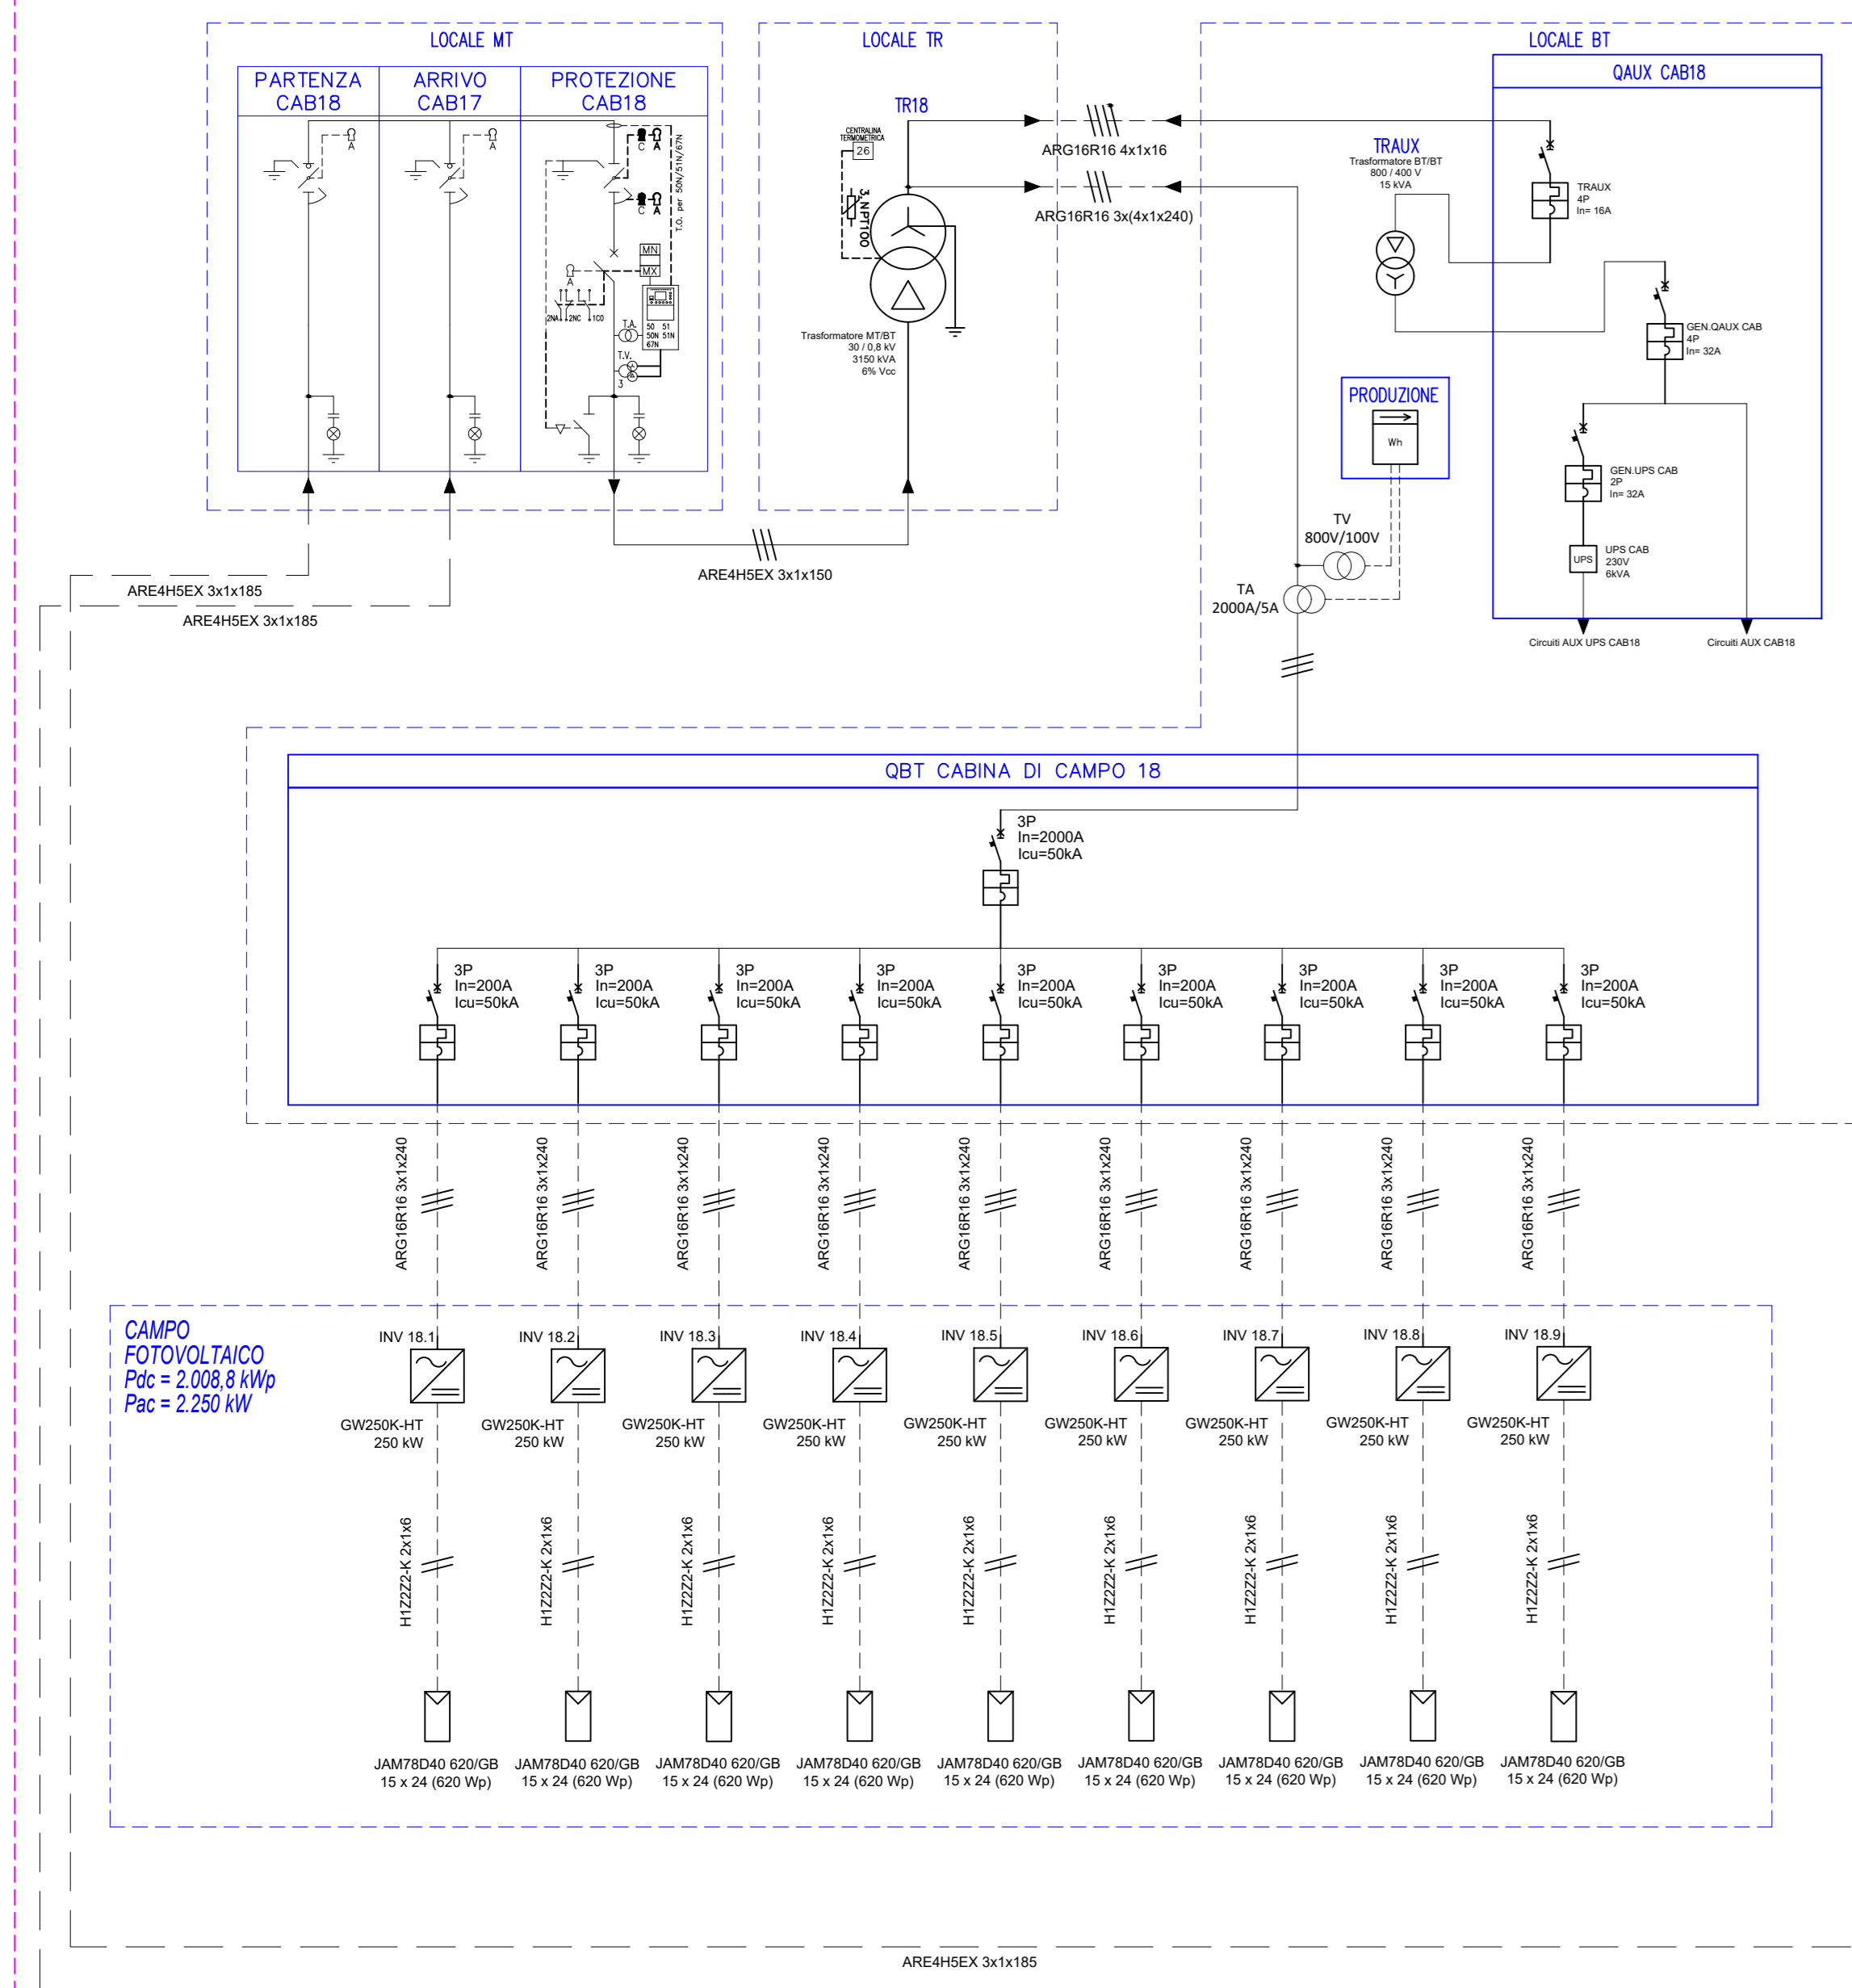 LOCALE MT
PARTENZA
CAB18
ARRIVO
CAB17
PROTEZIONE
CAB18
A
A
C A
C A
T.O. per 50N/51N/67N
MN
MX
A
2NA
2NC
1CO
T.A.
50 51
50N 51N
67N
T.V.
3
LOCALE TR
TR18
CENTRALINA
TERMOMETRICA
26
3.NPT100
Trasformatore MT/BT
30 / 0,8 kV
3150 kVA
6% Vcc
ARG16R16 4x1x16
ARG16R16 3x(4x1x240)
LOCALE BT
QAUX CAB18
TRAUX
Trasformatore BT/BT
800 / 400 V
15 kVA
TRAUX
4P
In= 16A
GEN.QAUX CAB
4P
In= 32A
GEN.UPS CAB
2P
In= 32A
UPS
UPS CAB
230V
6kVA
Circuiti AUX UPS CAB18
Circuiti AUX CAB18
PRODUZIONE
Wh
TV
800V/100V
TA
2000A/5A
ARE4H5EX 3x1x150
ARE4H5EX 3x1x185
ARE4H5EX 3x1x185
QBT CABINA DI CAMPO 18
3P
In=2000A
Icu=50kA
3P
In=200A
Icu=50kA
3P
In=200A
Icu=50kA
3P
In=200A
Icu=50kA
3P
In=200A
Icu=50kA
3P
In=200A
Icu=50kA
3P
In=200A
Icu=50kA
3P
In=200A
Icu=50kA
3P
In=200A
Icu=50kA
3P
In=200A
Icu=50kA
ARG16R16 3x1x240
ARG16R16 3x1x240
ARG16R16 3x1x240
ARG16R16 3x1x240
ARG16R16 3x1x240
ARG16R16 3x1x240
ARG16R16 3x1x240
ARG16R16 3x1x240
ARG16R16 3x1x240
CAMPO
FOTOVOLTAICO
Pdc = 2.008,8 kWp
Pac = 2.250 kW
INV 18.1
INV 18.2
INV 18.3
INV 18.4
INV 18.5
INV 18.6
INV 18.7
INV 18.8
INV 18.9
GW250K-HT
250 kW
GW250K-HT
250 kW
GW250K-HT
250 kW
GW250K-HT
250 kW
GW250K-HT
250 kW
GW250K-HT
250 kW
GW250K-HT
250 kW
GW250K-HT
250 kW
GW250K-HT
250 kW
H1Z2Z2-K 2x1x6
H1Z2Z2-K 2x1x6
H1Z2Z2-K 2x1x6
H1Z2Z2-K 2x1x6
H1Z2Z2-K 2x1x6
H1Z2Z2-K 2x1x6
H1Z2Z2-K 2x1x6
H1Z2Z2-K 2x1x6
H1Z2Z2-K 2x1x6
JAM78D40 620/GB
15 x 24 (620 Wp)
JAM78D40 620/GB
15 x 24 (620 Wp)
JAM78D40 620/GB
15 x 24 (620 Wp)
JAM78D40 620/GB
15 x 24 (620 Wp)
JAM78D40 620/GB
15 x 24 (620 Wp)
JAM78D40 620/GB
15 x 24 (620 Wp)
JAM78D40 620/GB
15 x 24 (620 Wp)
JAM78D40 620/GB
15 x 24 (620 Wp)
JAM78D40 620/GB
15 x 24 (620 Wp)
ARE4H5EX 3x1x185